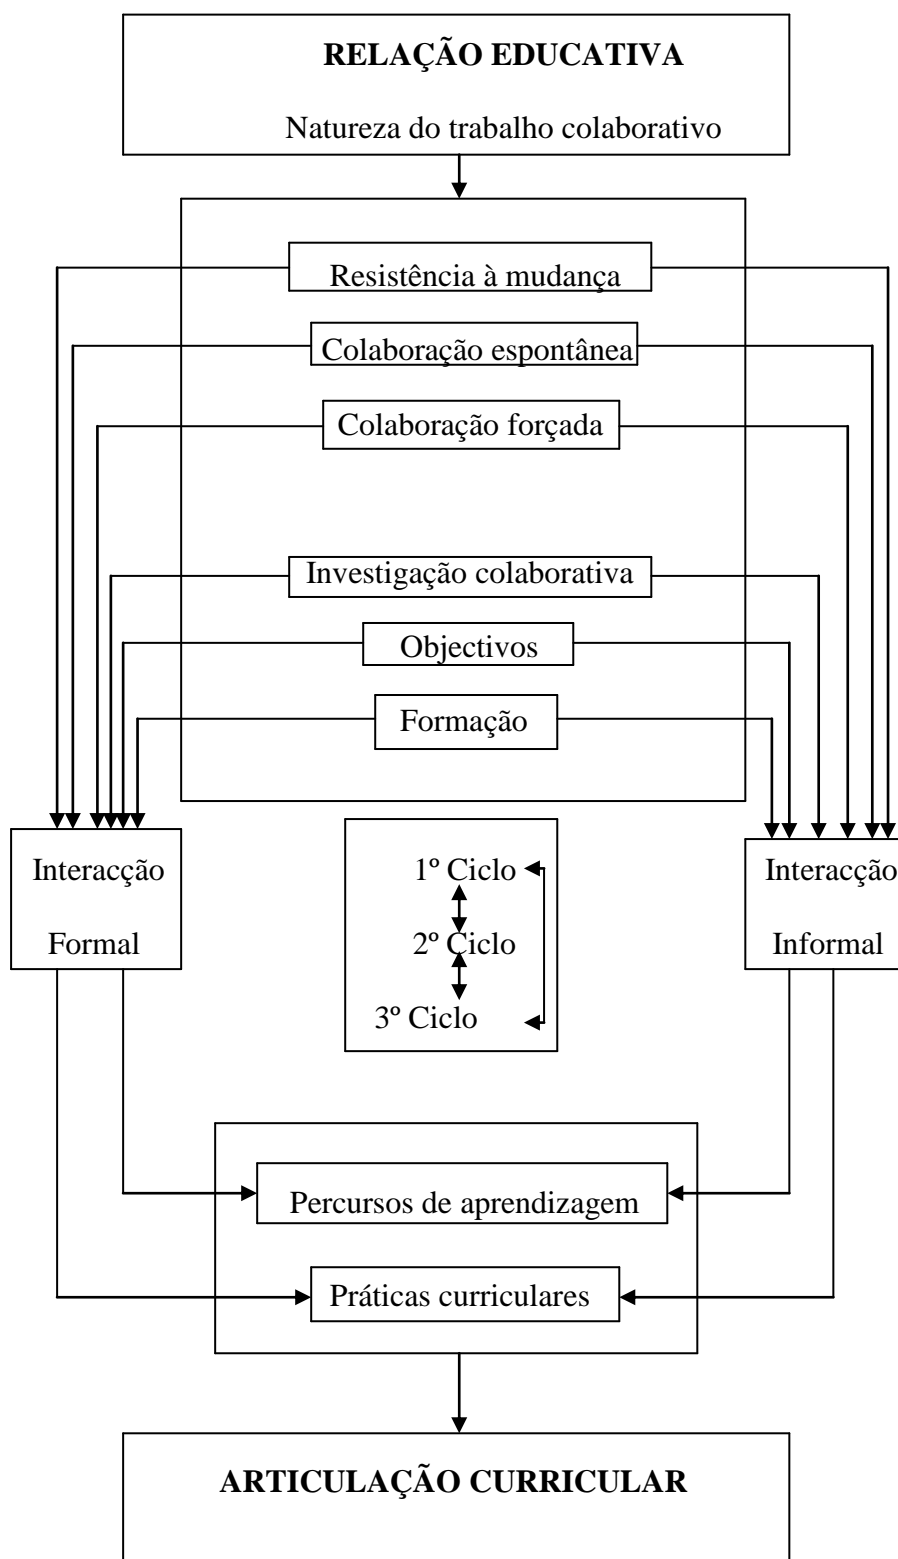 RELAÇÃO EDUCATIVA
Natureza do trabalho colaborativo
Resistência à mudança
Colaboração espontânea
Colaboração forçada
Investigação colaborativa
Objectivos
Formação
Interacção
Formal
1º Ciclo
2º Ciclo
3º Ciclo
Interacção
Informal
Percursos de aprendizagem
Práticas curriculares
ARTICULAÇÃO CURRICULAR